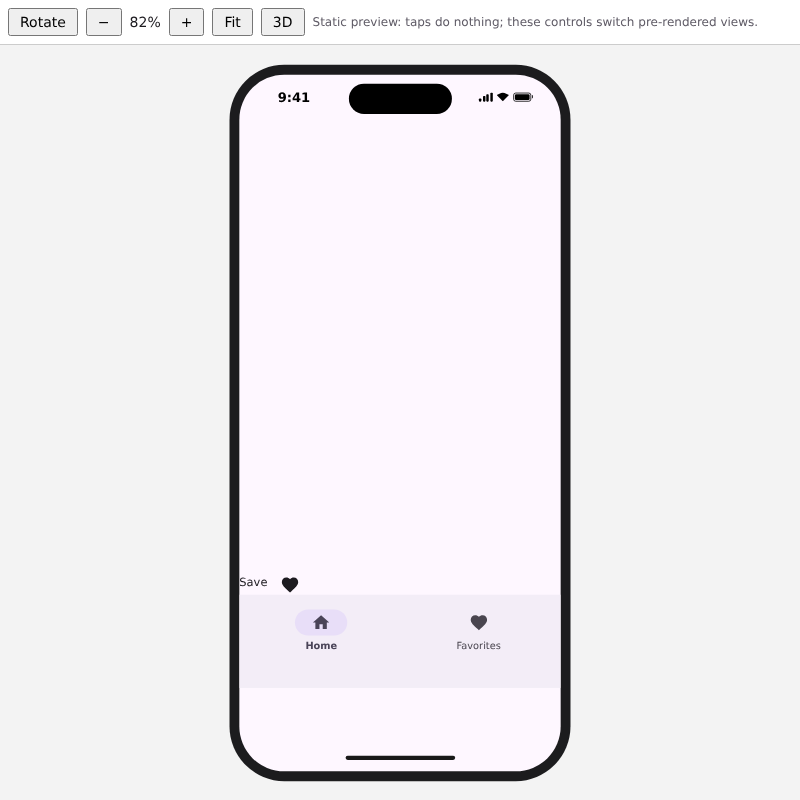 Rotate − 82% + Fit 3D Static preview: taps do nothing; these controls switch pre-rendered views.
9:41
Save
Home Favorites